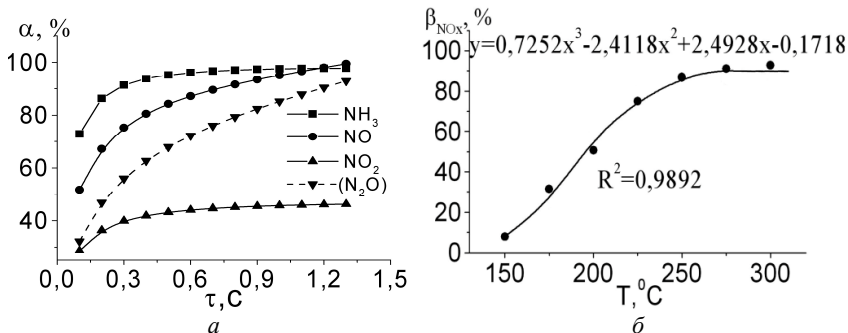 α, %
100
80
60
40
0,0
0,3
0,6
0,9
1,2
1,5
τ,С
NH₃
NO
NO₂
(N₂O)
а
β_NOx, %
y=0,7252x³-2,4118x²+2,4928x-0,1718
100
80
60
40
20
0
R²=0,9892
150
200
250
300
T,⁰C
б